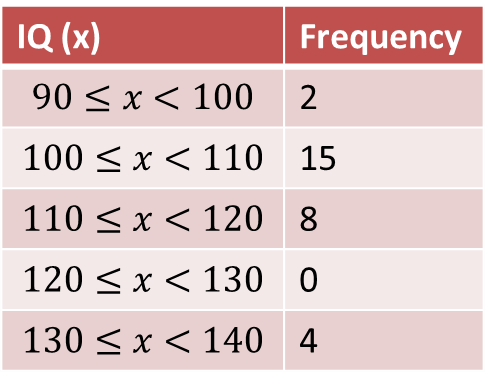 IQ (x) Frequency
90 ≤ 𝑥 < 100 2
100 ≤ 𝑥 < 110 15
110 ≤ 𝑥 < 120 8
120 ≤ 𝑥 < 130 0
130 ≤ 𝑥 < 140 4